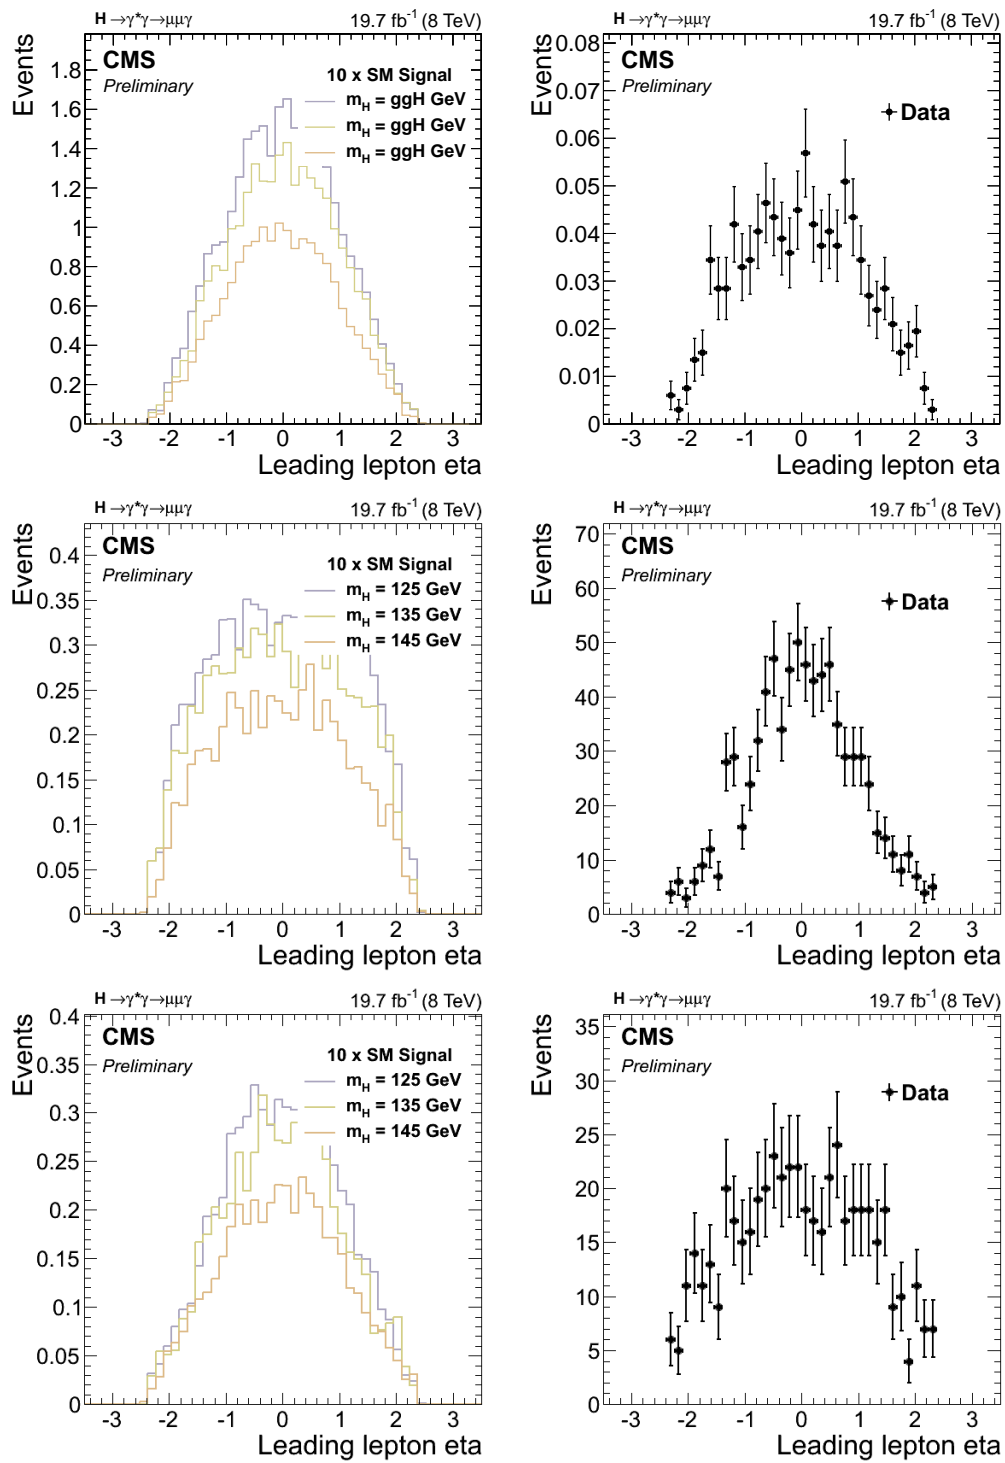 H→γ*γ→μμγ 19.7 fb⁻¹ (8 TeV)
CMS
Preliminary
10 x SM Signal
m_H = ggH GeV
m_H = ggH GeV
m_H = ggH GeV
Events
1.8
1.6
1.4
1.2
1
0.8
0.6
0.4
0.2
0
-3 -2 -1 0 1 2 3
Leading lepton eta
H→γ*γ→μμγ 19.7 fb⁻¹ (8 TeV)
CMS
Preliminary
Data
Events
0.08
0.07
0.06
0.05
0.04
0.03
0.02
0.01
0
-3 -2 -1 0 1 2 3
Leading lepton eta
H→γ*γ→μμγ 19.7 fb⁻¹ (8 TeV)
CMS
Preliminary
10 x SM Signal
m_H = 125 GeV
m_H = 135 GeV
m_H = 145 GeV
Events
0.4
0.35
0.3
0.25
0.2
0.15
0.1
0.05
0
-3 -2 -1 0 1 2 3
Leading lepton eta
H→γ*γ→μμγ 19.7 fb⁻¹ (8 TeV)
CMS
Preliminary
Data
Events
70
60
50
40
30
20
10
0
-3 -2 -1 0 1 2 3
Leading lepton eta
H→γ*γ→μμγ 19.7 fb⁻¹ (8 TeV)
CMS
Preliminary
10 x SM Signal
m_H = 125 GeV
m_H = 135 GeV
m_H = 145 GeV
Events
0.4
0.35
0.3
0.25
0.2
0.15
0.1
0.05
0
-3 -2 -1 0 1 2 3
Leading lepton eta
H→γ*γ→μμγ 19.7 fb⁻¹ (8 TeV)
CMS
Preliminary
Data
Events
35
30
25
20
15
10
5
0
-3 -2 -1 0 1 2 3
Leading lepton eta